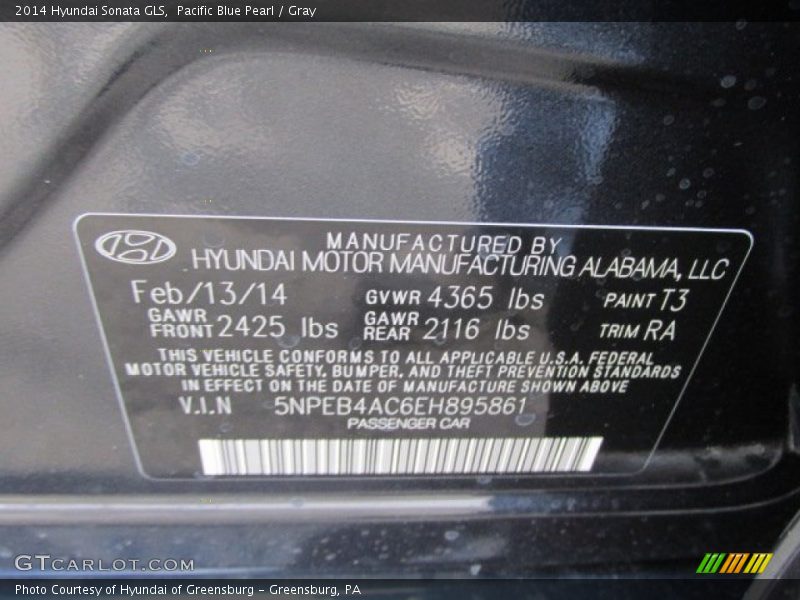 2014 Hyundai Sonata GLS, Pacific Blue Pearl / Gray
MANUFACTURED BY
HYUNDAI MOTOR MANUFACTURING ALABAMA, LLC
Feb/13/14 GVWR 4365 lbs PAINT T3
GAWR FRONT 2425 lbs GAWR REAR 2116 lbs TRIM RA
THIS VEHICLE CONFORMS TO ALL APPLICABLE U.S.A. FEDERAL
MOTOR VEHICLE SAFETY, BUMPER, AND THEFT PREVENTION STANDARDS
IN EFFECT ON THE DATE OF MANUFACTURE SHOWN ABOVE
V.I.N 5NPEB4AC6EH895861
PASSENGER CAR
GTCARLOT.COM
Photo Courtesy of Hyundai of Greensburg - Greensburg, PA